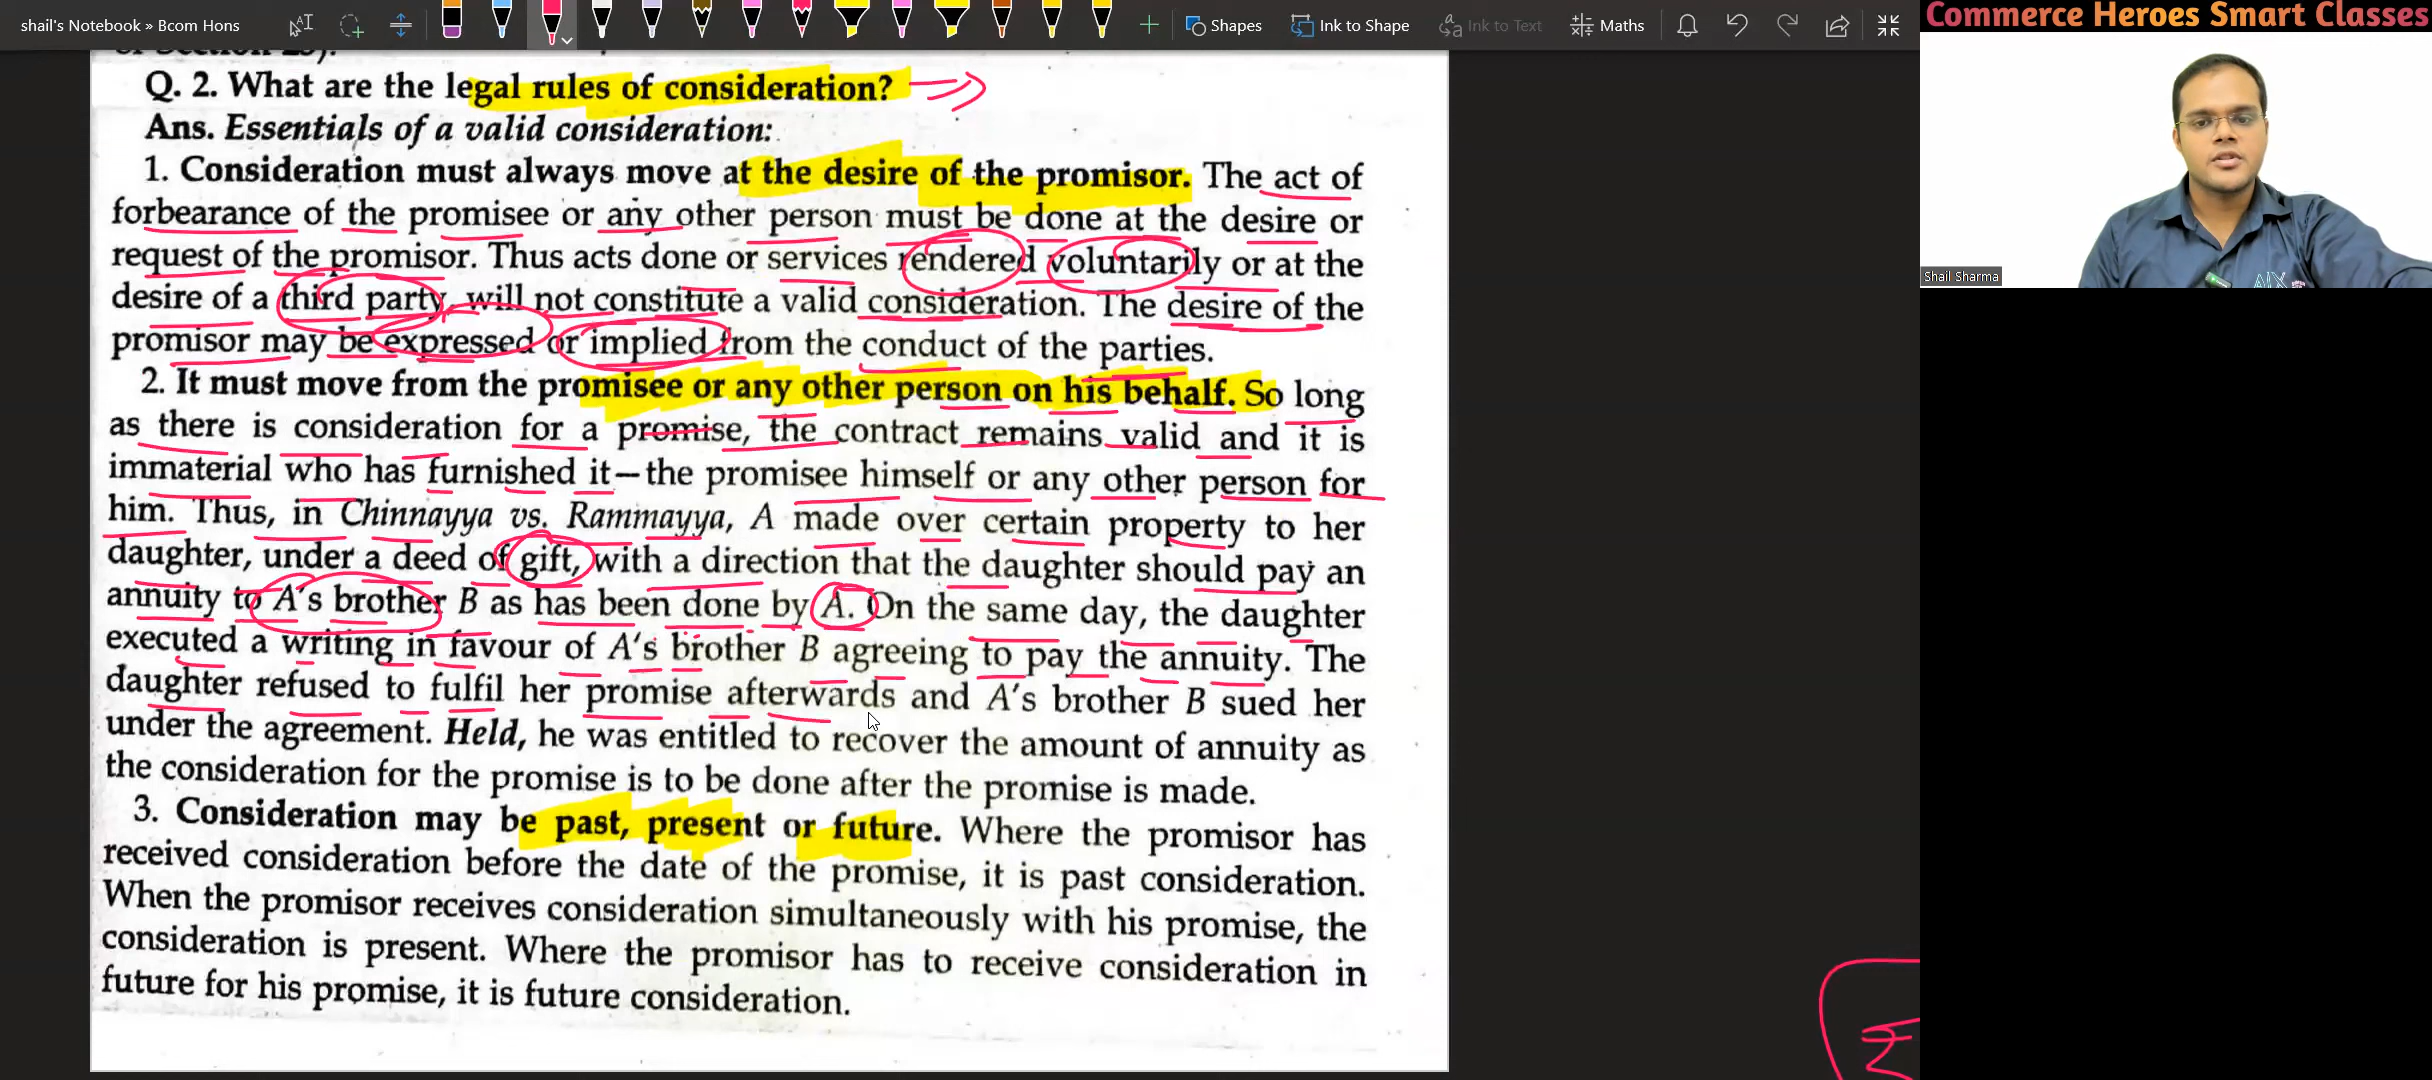 shail's Notebook » Bcom Hons
Shapes
Ink to Shape
Ink to Text
Maths
Commerce Heroes Smart Classes
Shail Sharma
Q. 2. What are the legal rules of consideration?
Ans. Essentials of a valid consideration:
1. Consideration must always move at the desire of the promisor. The act of
forbearance of the promisee or any other person must be done at the desire or
request of the promisor. Thus acts done or services rendered voluntarily or at the
desire of a third party, will not constitute a valid consideration. The desire of the
promisor may be expressed or implied from the conduct of the parties.
2. It must move from the promisee or any other person on his behalf. So long
as there is consideration for a promise, the contract remains valid and it is
immaterial who has furnished it—the promisee himself or any other person for
him. Thus, in Chinnayya vs. Rammayya, A made over certain property to her
daughter, under a deed of gift, with a direction that the daughter should pay an
annuity to A's brother B as has been done by A. On the same day, the daughter
executed a writing in favour of A's brother B agreeing to pay the annuity. The
daughter refused to fulfil her promise afterwards and A's brother B sued her
under the agreement. Held, he was entitled to recover the amount of annuity as
the consideration for the promise is to be done after the promise is made.
3. Consideration may be past, present or future. Where the promisor has
received consideration before the date of the promise, it is past consideration.
When the promisor receives consideration simultaneously with his promise, the
consideration is present. Where the promisor has to receive consideration in
future for his promise, it is future consideration.